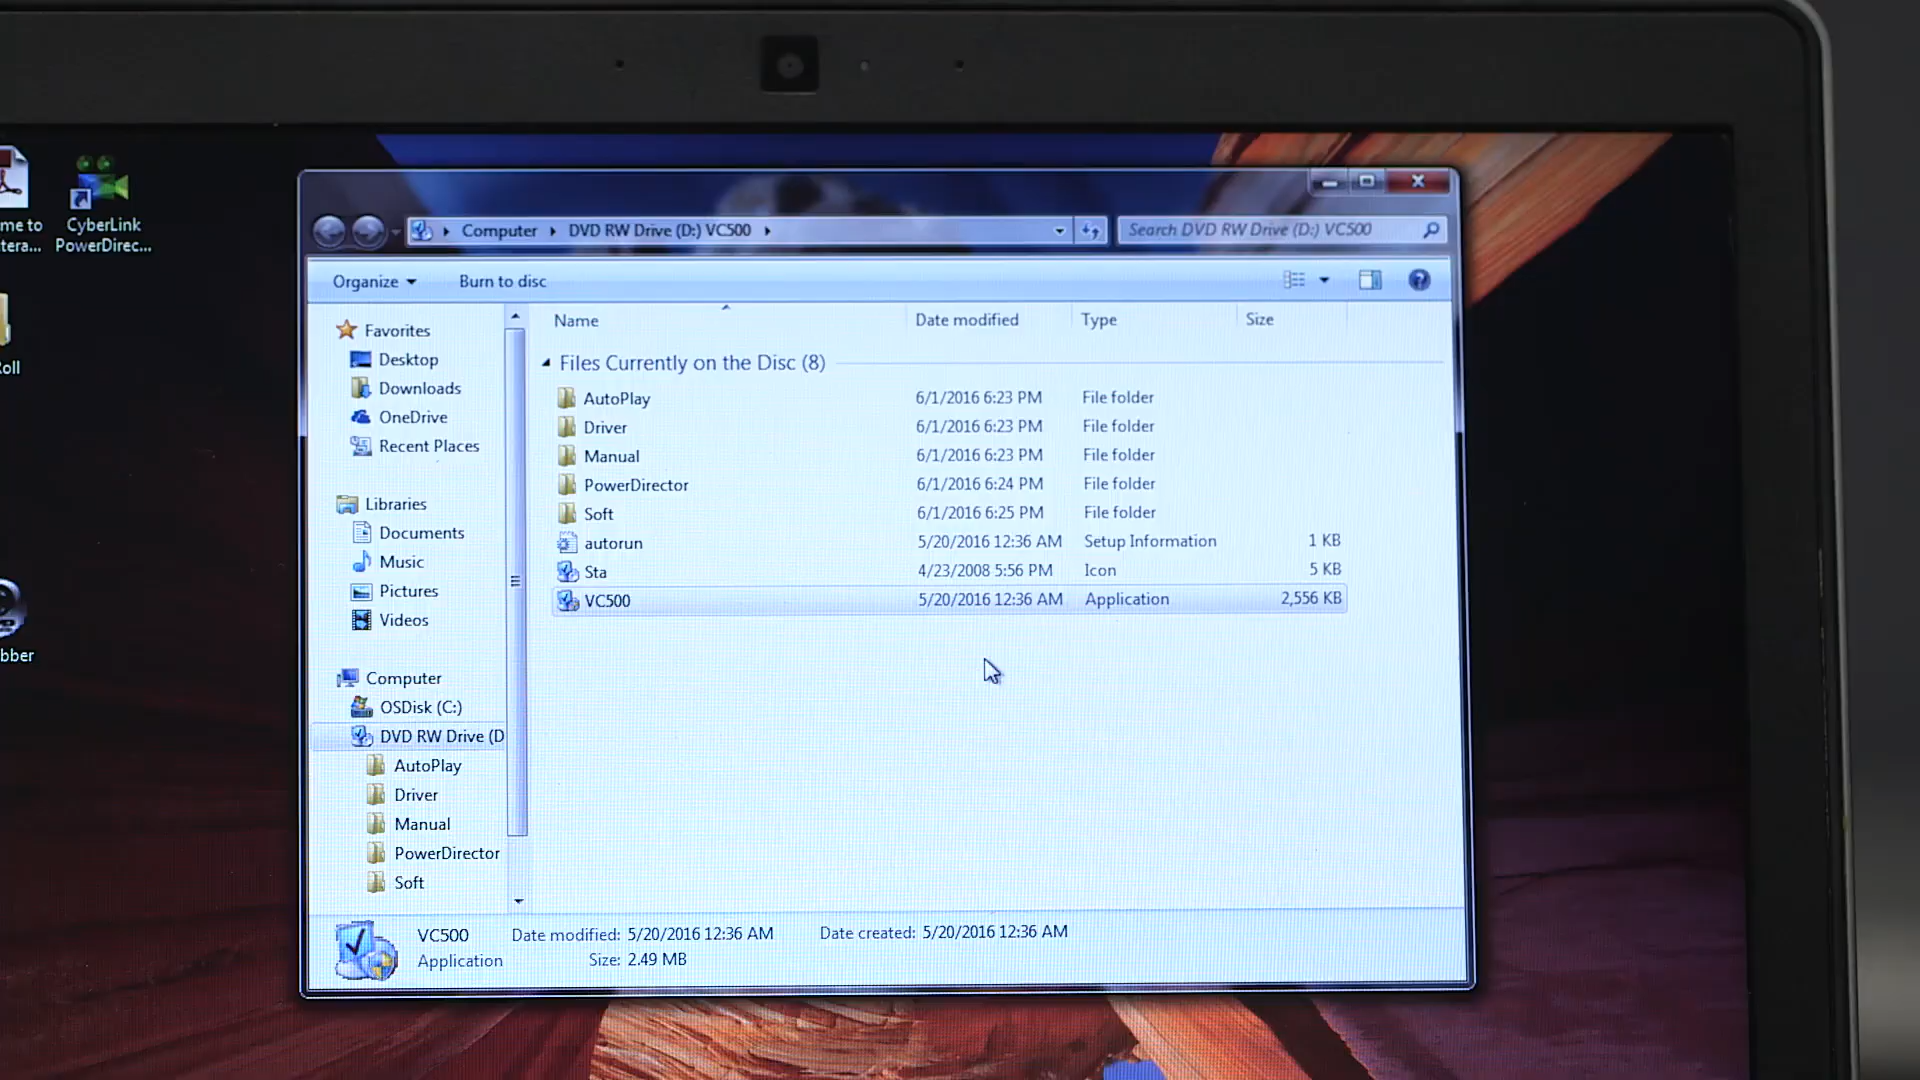 me to
tera...
CyberLink
PowerDirec...
oll
bber
Computer
DVD RW Drive (D:) VC500
Search DVD RW Drive (D:) VC500
Organize
Burn to disc
Favorites
Desktop
Downloads
OneDrive
Recent Places
Libraries
Documents
Music
Pictures
Videos
Computer
OSDisk (C:)
DVD RW Drive (D
AutoPlay
Driver
Manual
PowerDirector
Soft
Name Date modified Type Size
Files Currently on the Disc (8)
AutoPlay 6/1/2016 6:23 PM File folder
Driver 6/1/2016 6:23 PM File folder
Manual 6/1/2016 6:23 PM File folder
PowerDirector 6/1/2016 6:24 PM File folder
Soft 6/1/2016 6:25 PM File folder
autorun 5/20/2016 12:36 AM Setup Information 1 KB
Sta 4/23/2008 5:56 PM Icon 5 KB
VC500 5/20/2016 12:36 AM Application 2,556 KB
VC500 Date modified: 5/20/2016 12:36 AM Date created: 5/20/2016 12:36 AM
Application Size: 2.49 MB